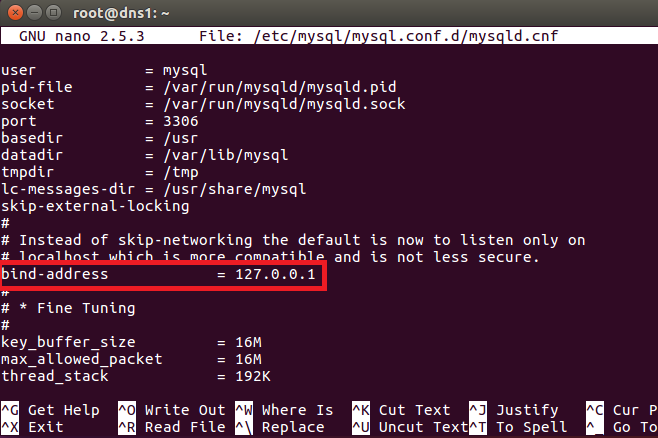 root@dns1: ~
GNU nano 2.5.3 File: /etc/mysql/mysql.conf.d/mysqld.cnf
user = mysql
pid-file = /var/run/mysqld/mysqld.pid
socket = /var/run/mysqld/mysqld.sock
port = 3306
basedir = /usr
datadir = /var/lib/mysql
tmpdir = /tmp
lc-messages-dir = /usr/share/mysql
skip-external-locking
#
# Instead of skip-networking the default is now to listen only on
# localhost which is more compatible and is not less secure.
bind-address = 127.0.0.1
#
# * Fine Tuning
#
key_buffer_size = 16M
max_allowed_packet = 16M
thread_stack = 192K
^G Get Help ^O Write Out ^W Where Is ^K Cut Text ^J Justify ^C Cur P
^X Exit ^R Read File ^\ Replace ^U Uncut Text ^T To Spell ^_ Go To